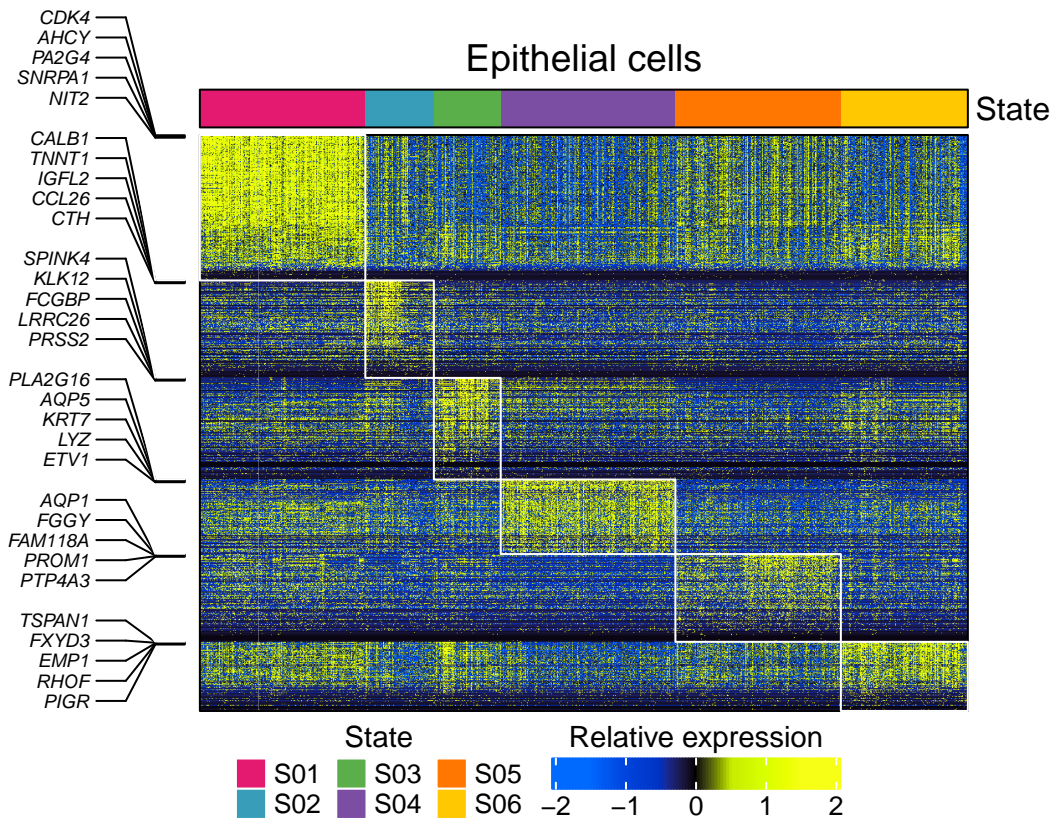 Epithelial cells
State
CDK4
AHCY
PA2G4
SNRPA1
NIT2
CALB1
TNNT1
IGFL2
CCL26
CTH
SPINK4
KLK12
FCGBP
LRRC26
PRSS2
PLA2G16
AQP5
KRT7
LYZ
ETV1
AQP1
FGGY
FAM118A
PROM1
PTP4A3
TSPAN1
FXYD3
EMP1
RHOF
PIGR
State
S01 S03 S05
S02 S04 S06
Relative expression
−2 −1 0 1 2